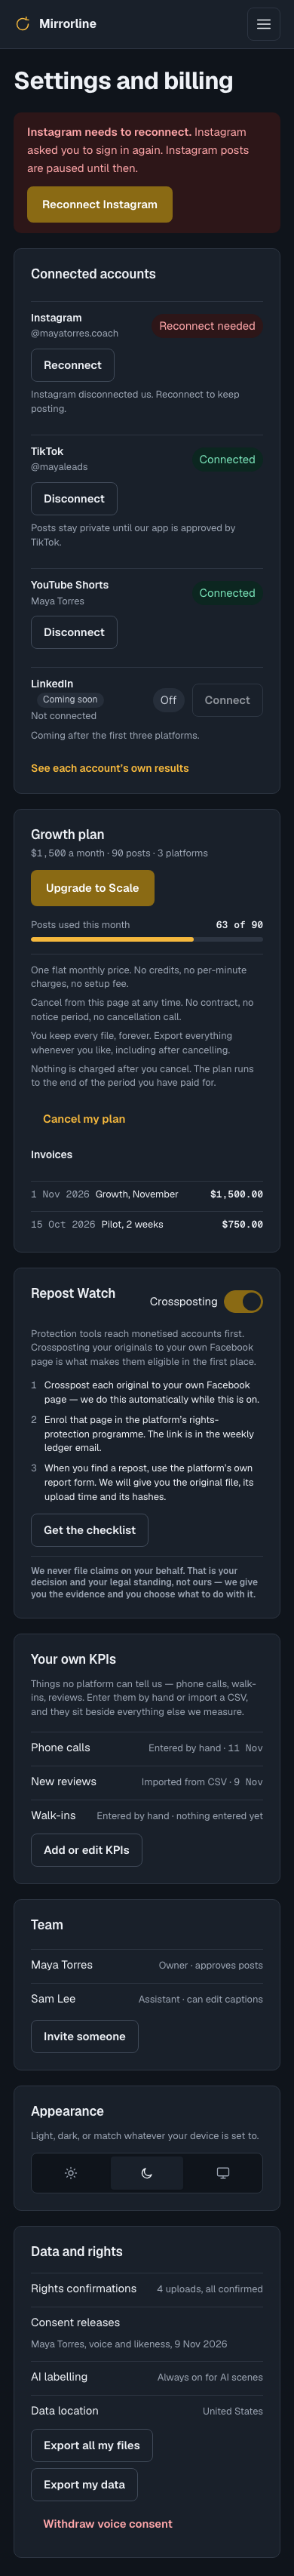 Mirrorline
Settings and billing
Instagram needs to reconnect. Instagram
asked you to sign in again. Instagram posts
are paused until then.
Reconnect Instagram
Connected accounts
Instagram
@mayatorres.coach
Reconnect needed
Reconnect
Instagram disconnected us. Reconnect to keep
posting.
TikTok
@mayaleads
Connected
Disconnect
Posts stay private until our app is approved by
TikTok.
YouTube Shorts
Maya Torres
Connected
Disconnect
LinkedIn
Coming soon
Not connected
Off
Connect
Coming after the first three platforms.
See each account's own results
Growth plan
$1,500 a month · 90 posts · 3 platforms
Upgrade to Scale
Posts used this month 63 of 90
One flat monthly price. No credits, no per-minute
charges, no setup fee.
Cancel from this page at any time. No contract, no
notice period, no cancellation call.
You keep every file, forever. Export everything
whenever you like, including after cancelling.
Nothing is charged after you cancel. The plan runs
to the end of the period you have paid for.
Cancel my plan
Invoices
1 Nov 2026 Growth, November $1,500.00
15 Oct 2026 Pilot, 2 weeks $750.00
Repost Watch
Crossposting
Protection tools reach monetised accounts first.
Crossposting your originals to your own Facebook
page is what makes them eligible in the first place.
1 Crosspost each original to your own Facebook
page — we do this automatically while this is on.
2 Enrol that page in the platform's rights-
protection programme. The link is in the weekly
ledger email.
3 When you find a repost, use the platform's own
report form. We will give you the original file, its
upload time and its hashes.
Get the checklist
We never file claims on your behalf. That is your
decision and your legal standing, not ours — we give
you the evidence and you choose what to do with it.
Your own KPIs
Things no platform can tell us — phone calls, walk-
ins, reviews. Enter them by hand or import a CSV,
and they sit beside everything else we measure.
Phone calls Entered by hand · 11 Nov
New reviews Imported from CSV · 9 Nov
Walk-ins Entered by hand · nothing entered yet
Add or edit KPIs
Team
Maya Torres Owner · approves posts
Sam Lee Assistant · can edit captions
Invite someone
Appearance
Light, dark, or match whatever your device is set to.
Data and rights
Rights confirmations 4 uploads, all confirmed
Consent releases
Maya Torres, voice and likeness, 9 Nov 2026
AI labelling Always on for AI scenes
Data location United States
Export all my files
Export my data
Withdraw voice consent